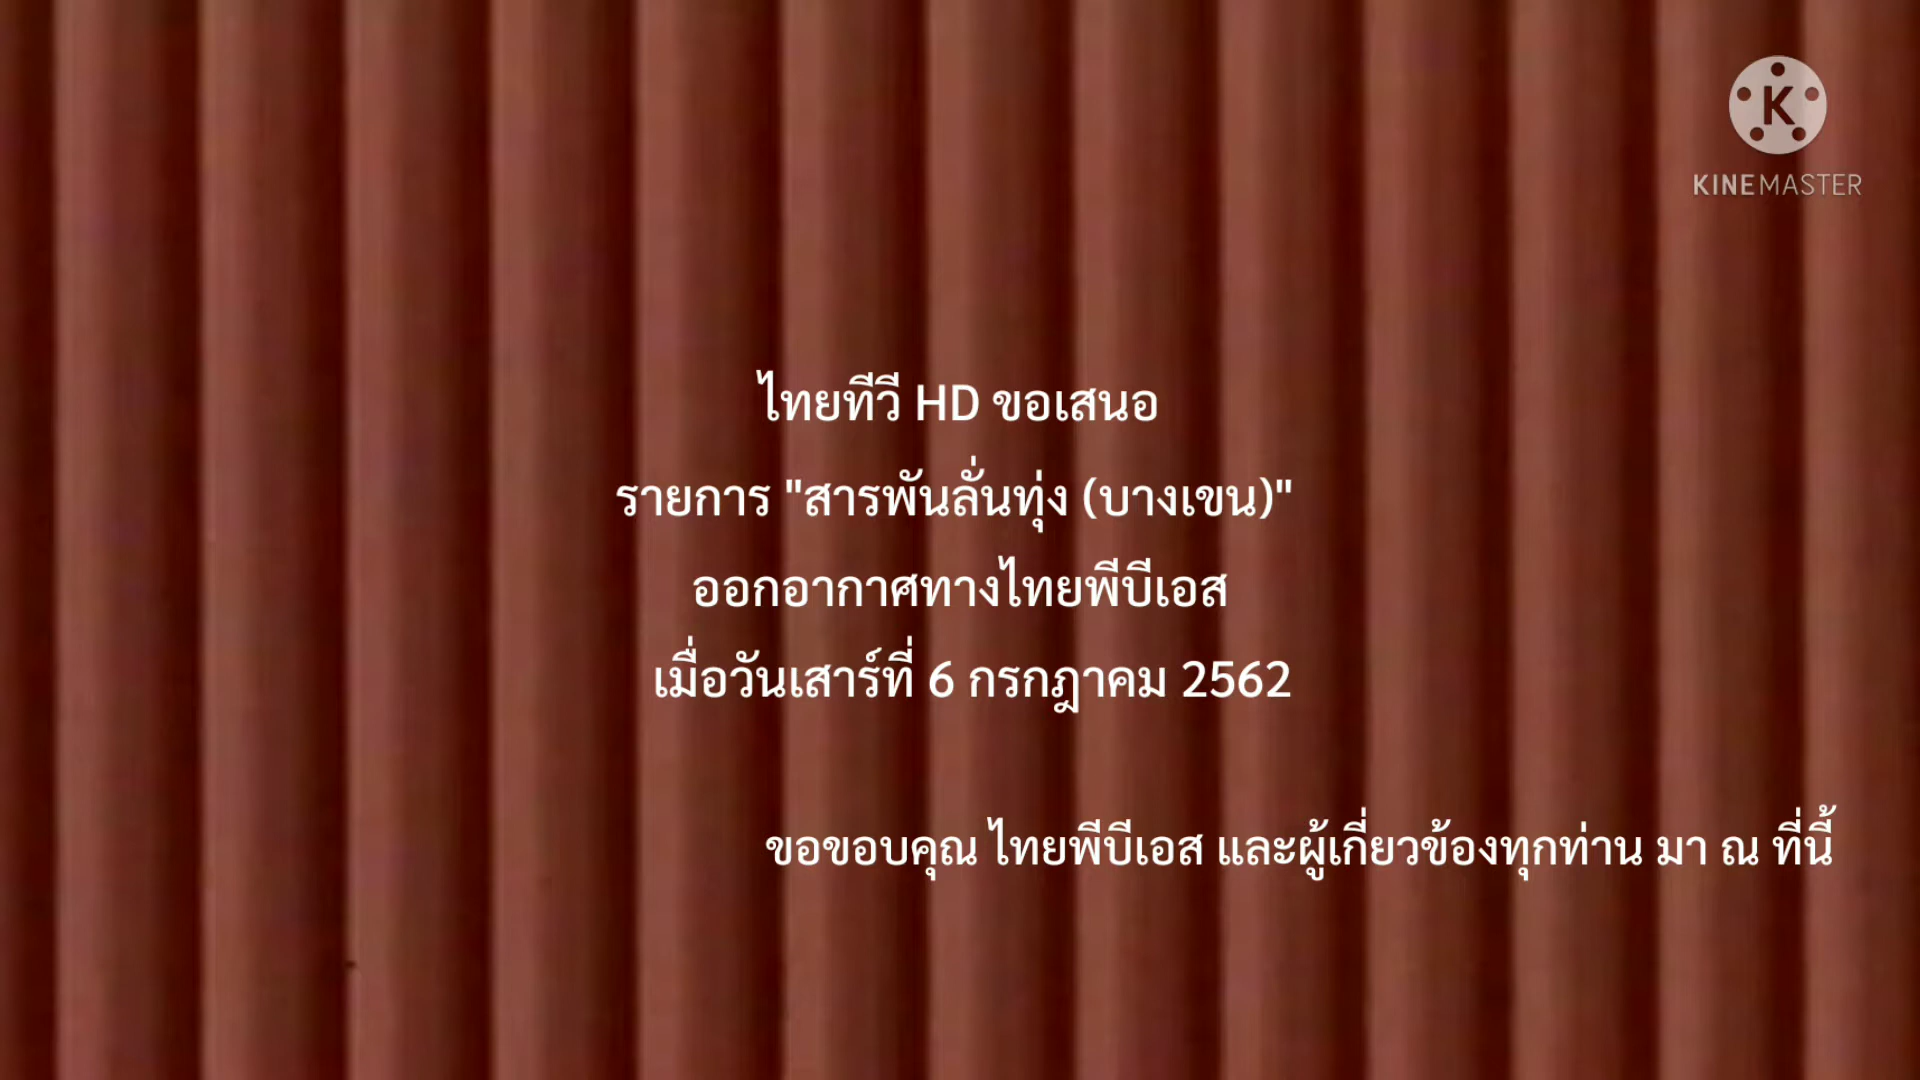 K
KINEMASTER
ไทยทีวี HD ขอเสนอ
รายการ "สารพันลั่นทุ่ง (บางเขน)"
ออกอากาศทางไทยพีบีเอส
เมื่อวันเสาร์ที่ 6 กรกฎาคม 2562
ขอขอบคุณ ไทยพีบีเอส และผู้เกี่ยวข้องทุกท่าน มา ณ ที่นี้